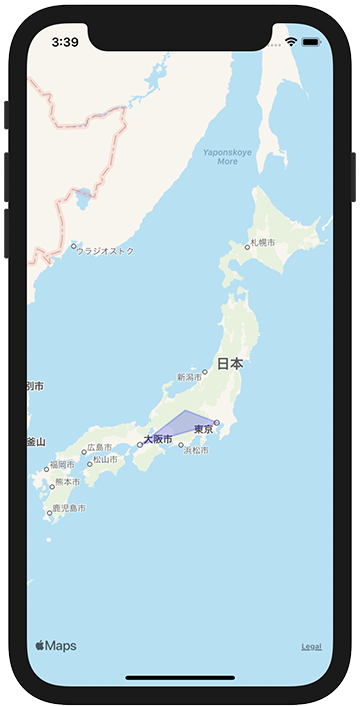 3:39
Yaponskoye
More
札幌市
ウラジオストク
日本
新潟市
別市
東京
大阪市
釜山
広島市
浜松市
松山市
福岡市
熊本市
鹿児島市
Maps
Legal